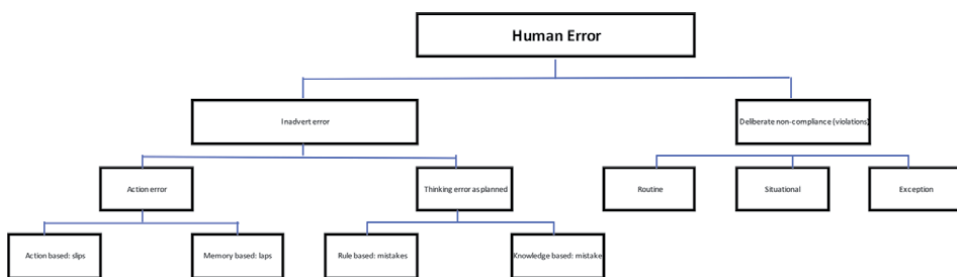 Human Error
Inadvert error
Deliberate non-compliance (violations)
Action error
Thinking error as planned
Routine
Situational
Exception
Action based: slips
Memory based: laps
Rule based: mistakes
Knowledge based: mistake